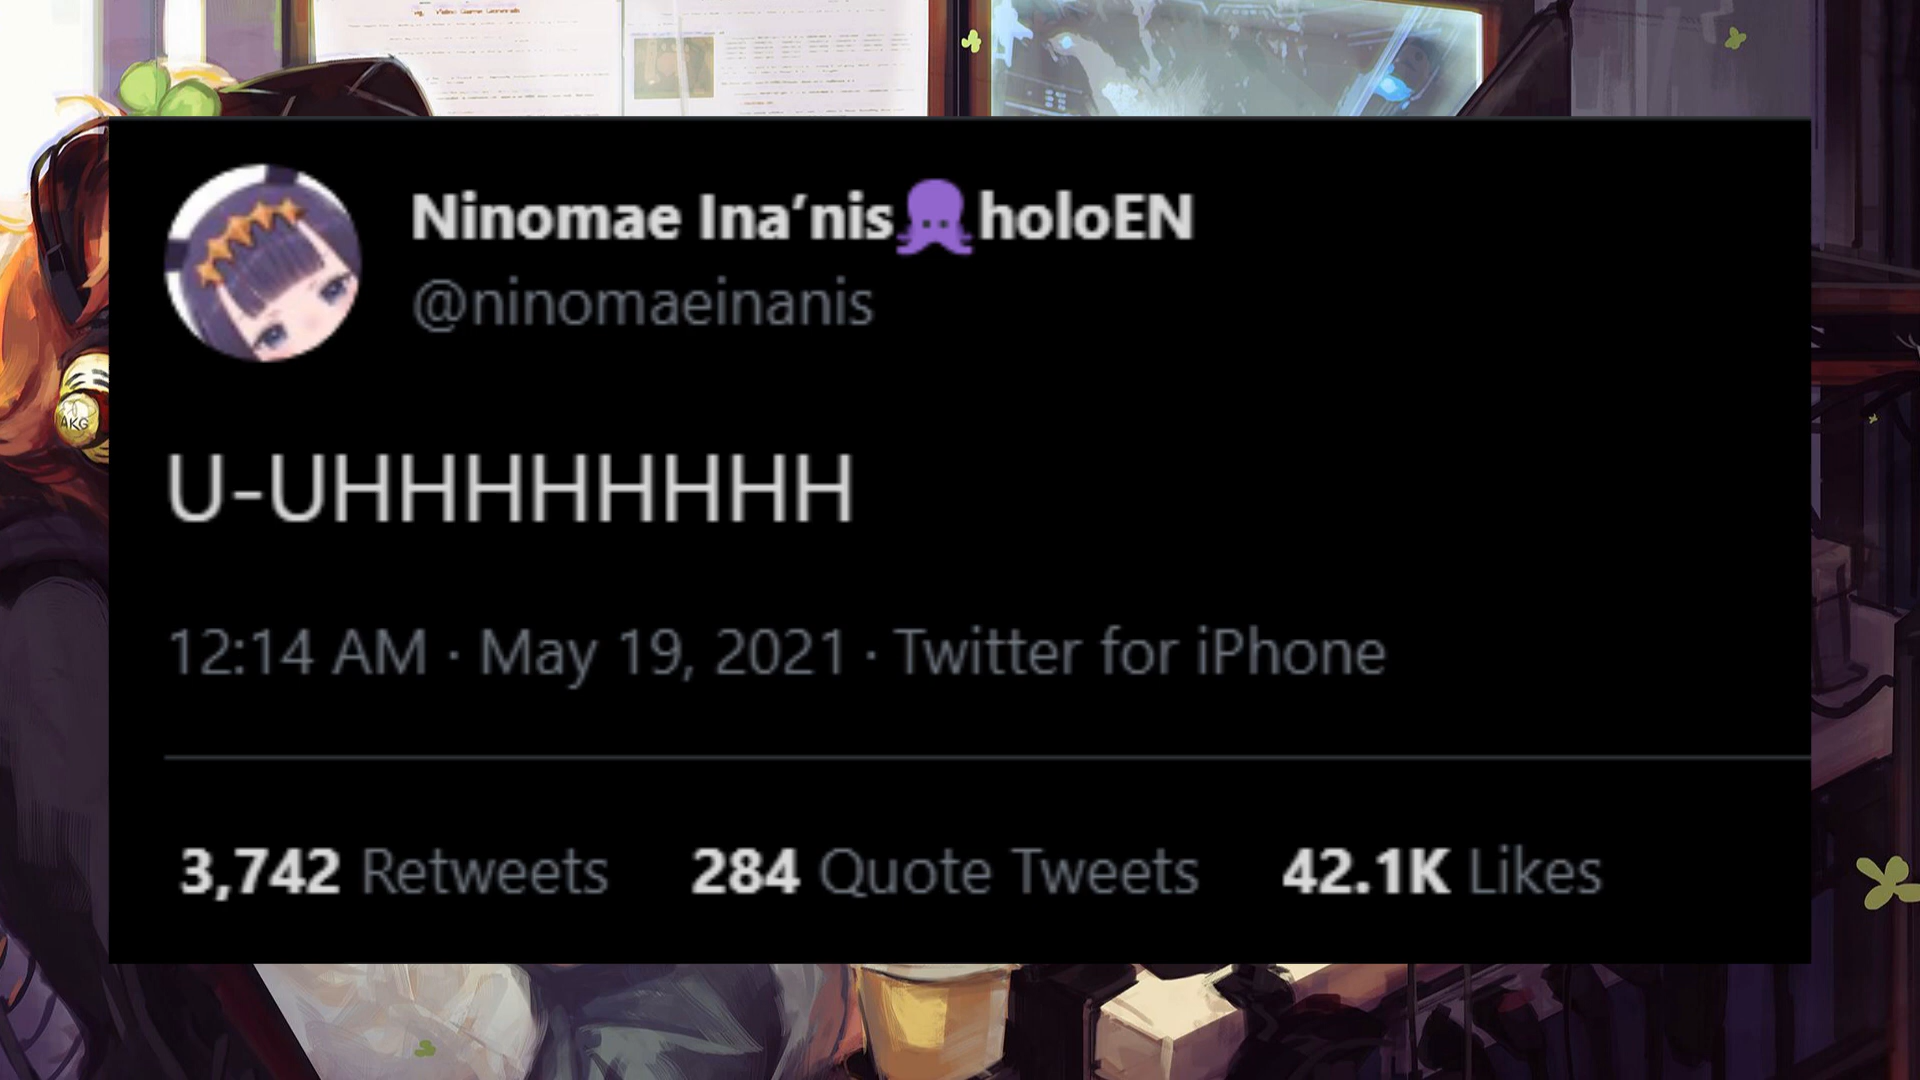 Ninomae Ina’nis🐙holoEN
@ninomaeinanis
U-UHHHHHHHH
12:14 AM · May 19, 2021 · Twitter for iPhone
3,742 Retweets 284 Quote Tweets 42.1K Likes
AKG